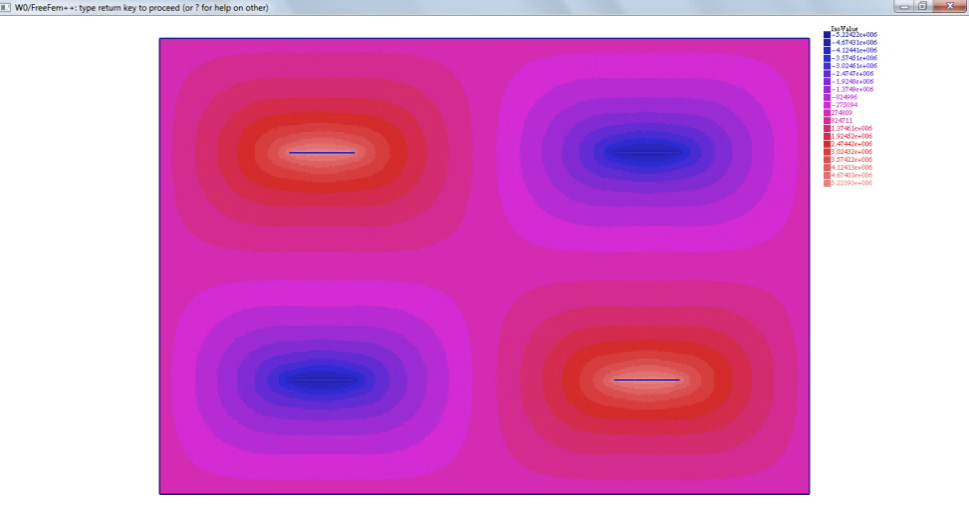 W0/FreeFem++: type return key to proceed (or ? for help on other)
IsoValue
-5.22422e+006
-4.67431e+006
-4.12441e+006
-3.57451e+006
-3.02461e+006
-2.4747e+006
-1.9248e+006
-1.3749e+006
-824996
-275094
274809
824711
1.37461e+006
1.92452e+006
2.47442e+006
3.02432e+006
3.57422e+006
4.12413e+006
4.67403e+006
5.22393e+006